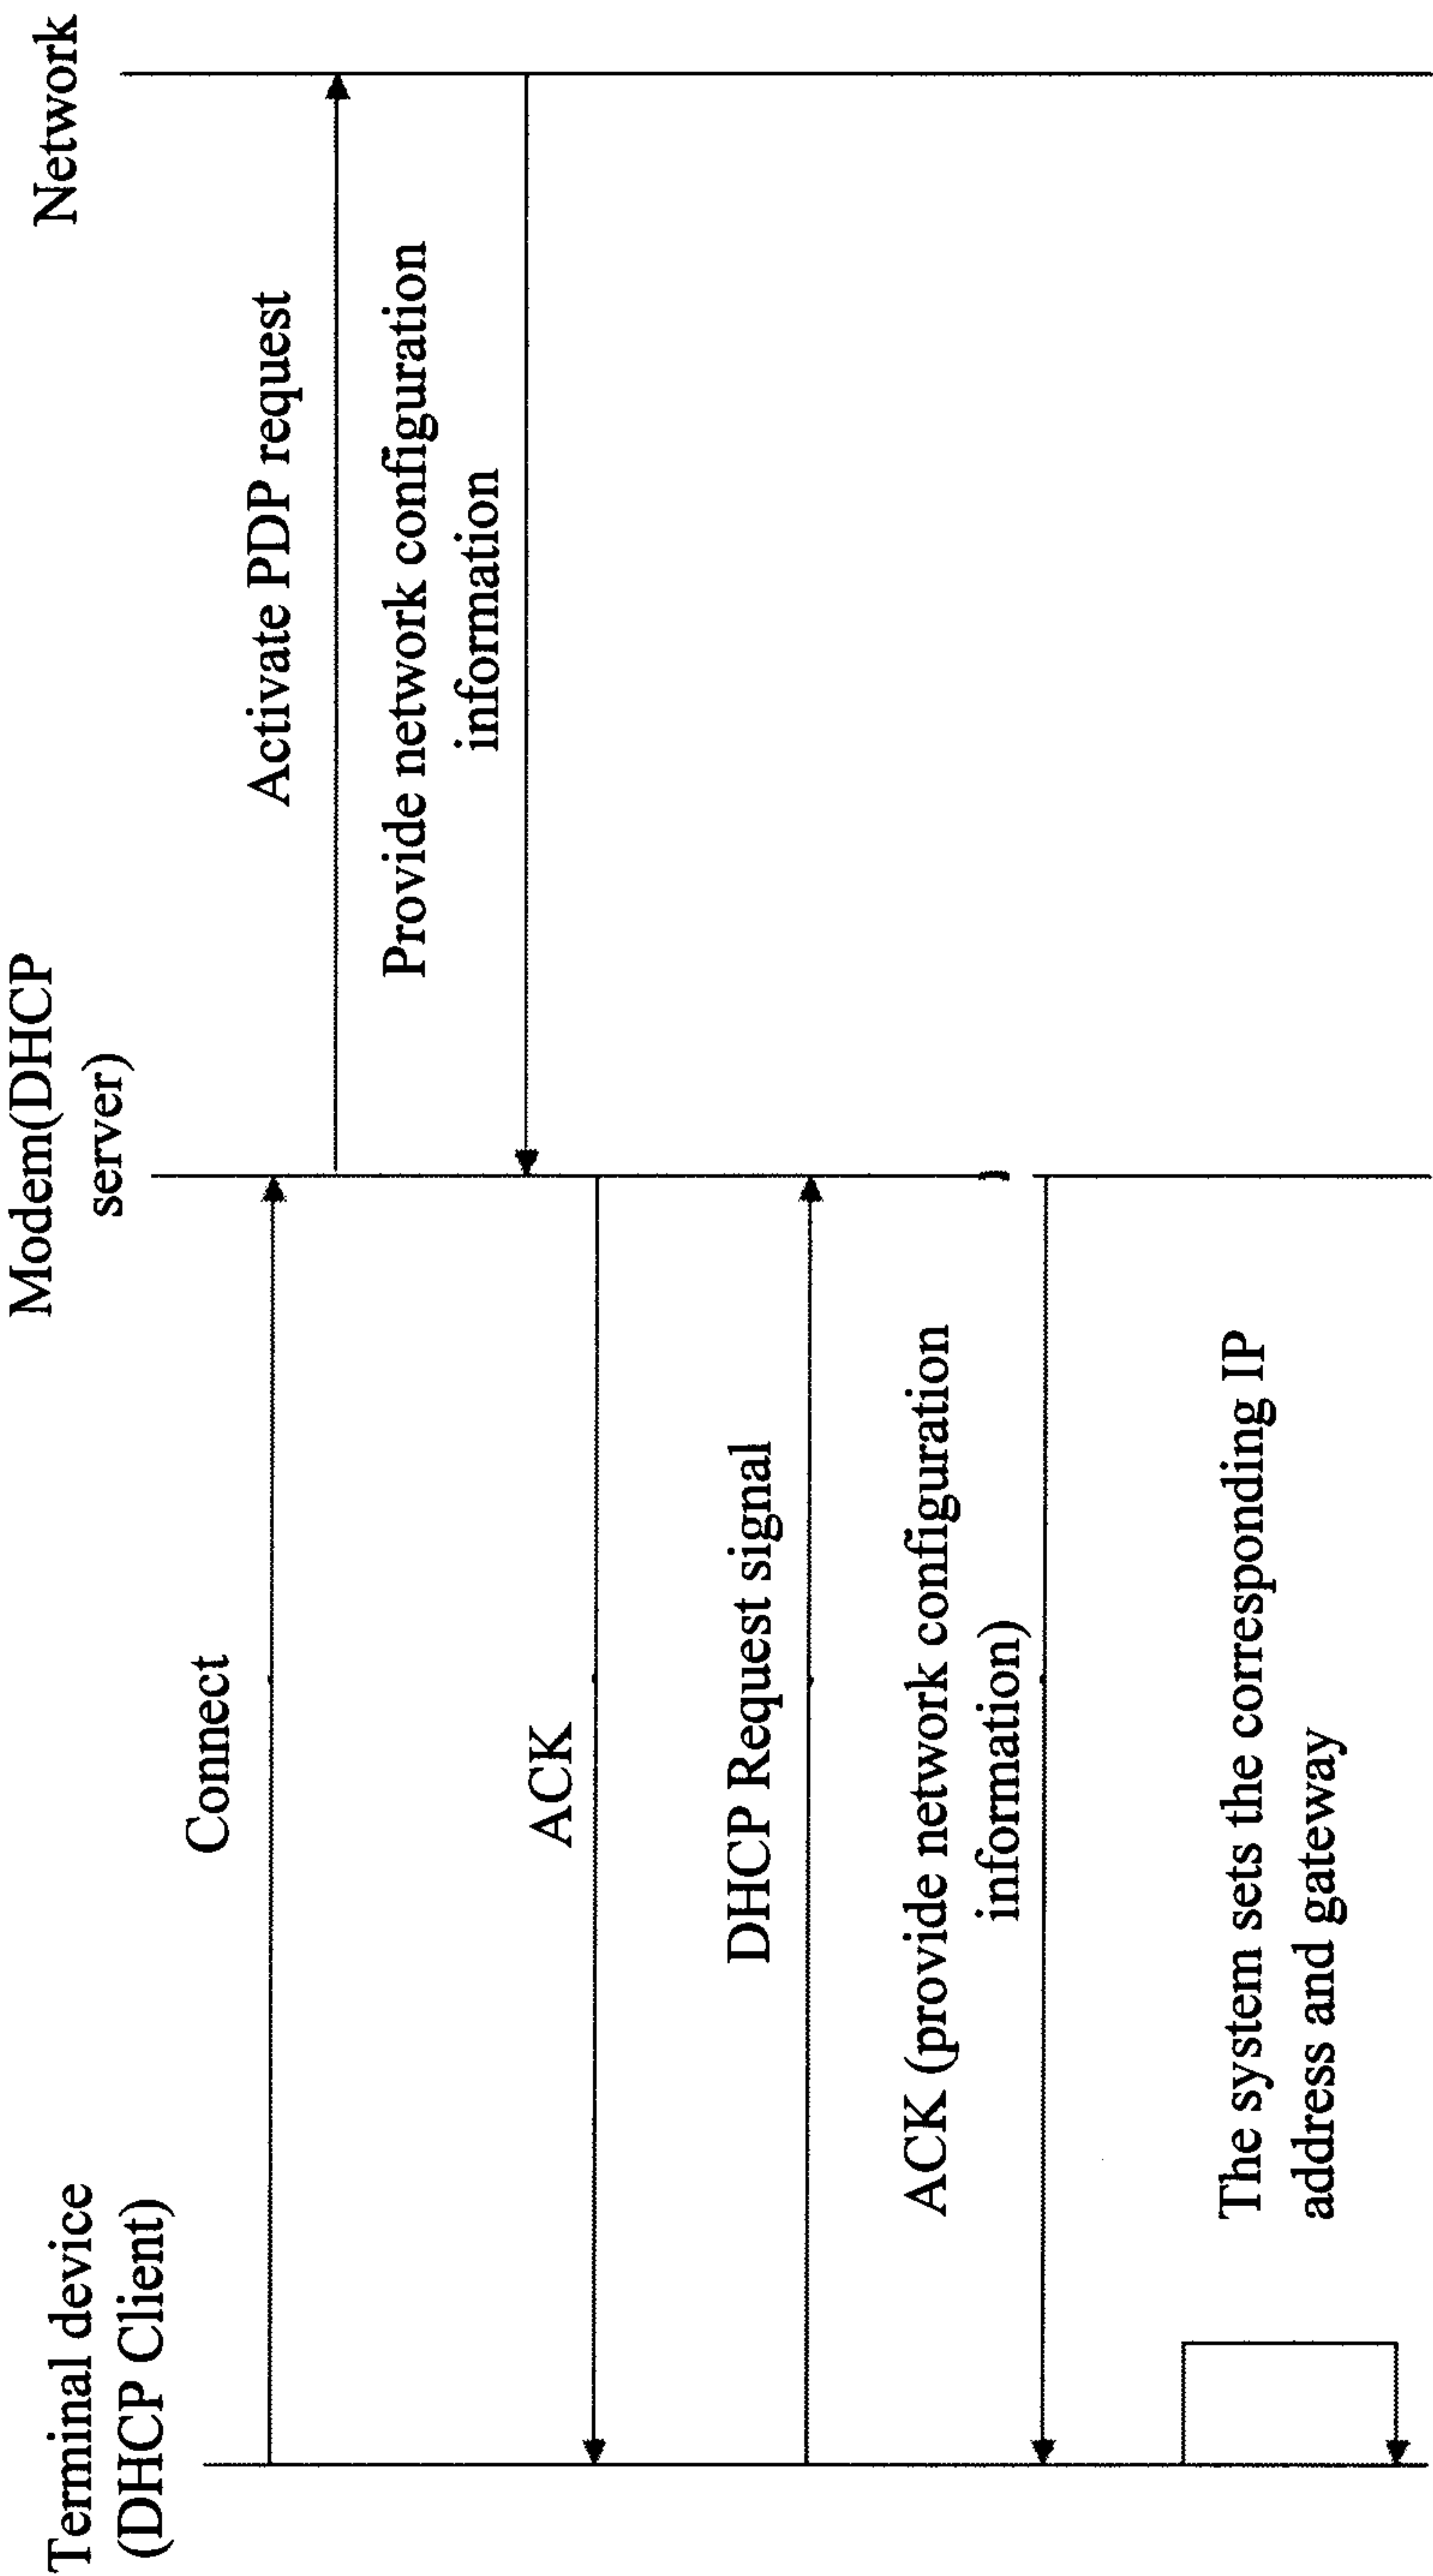 Terminal device
(DHCP Client)
Modem(DHCP
server)
Network
Connect
Activate PDP request
Provide network configuration
information
ACK
DHCP Request signal
ACK (provide network configuration
information)
The system sets the corresponding IP
address and gateway